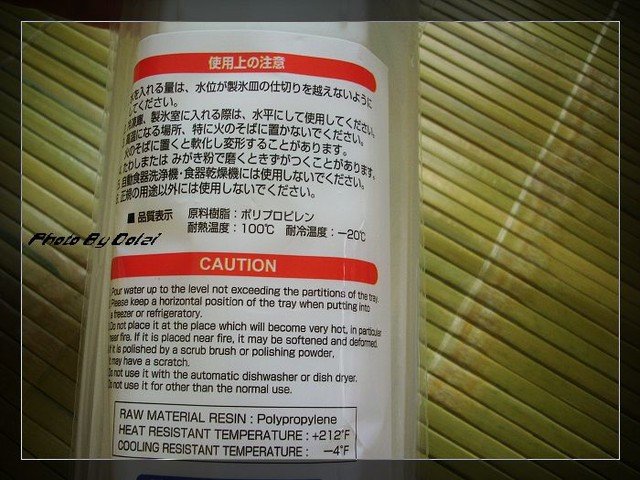 使用上の注意
を入れる量は、水位が製氷皿の仕切りを越えないように
てください。
製氷室に入れる際は、水平にして使用してください。
高温になる場所、特に火のそばに置かないでください。
火のそばに置くと軟化し変形することがあります。
たわしまたは みがき粉で磨くときずがつくことがあります。
自動食器洗浄機・食器乾燥機には使用しないでください。
正規の用途以外には使用しないでください。
■ 品質表示 原料樹脂：ポリプロピレン
耐熱温度：100℃ 耐冷温度：−20℃
Photo By Dolzi
CAUTION
Pour water up to the level not exceeding the partitions of the tray.
Please keep a horizontal position of the tray when putting into
a freezer or refrigeratory.
Do not place it at the place which will become very hot, in particular
near fire. If it is placed near fire, it may be softened and deformed.
If it is polished by a scrub brush or polishing powder,
it may have a scratch.
Do not use it with the automatic dishwasher or dish dryer.
Do not use it for other than the normal use.
RAW MATERIAL RESIN : Polypropylene
HEAT RESISTANT TEMPERATURE : +212°F
COOLING RESISTANT TEMPERATURE : −4°F